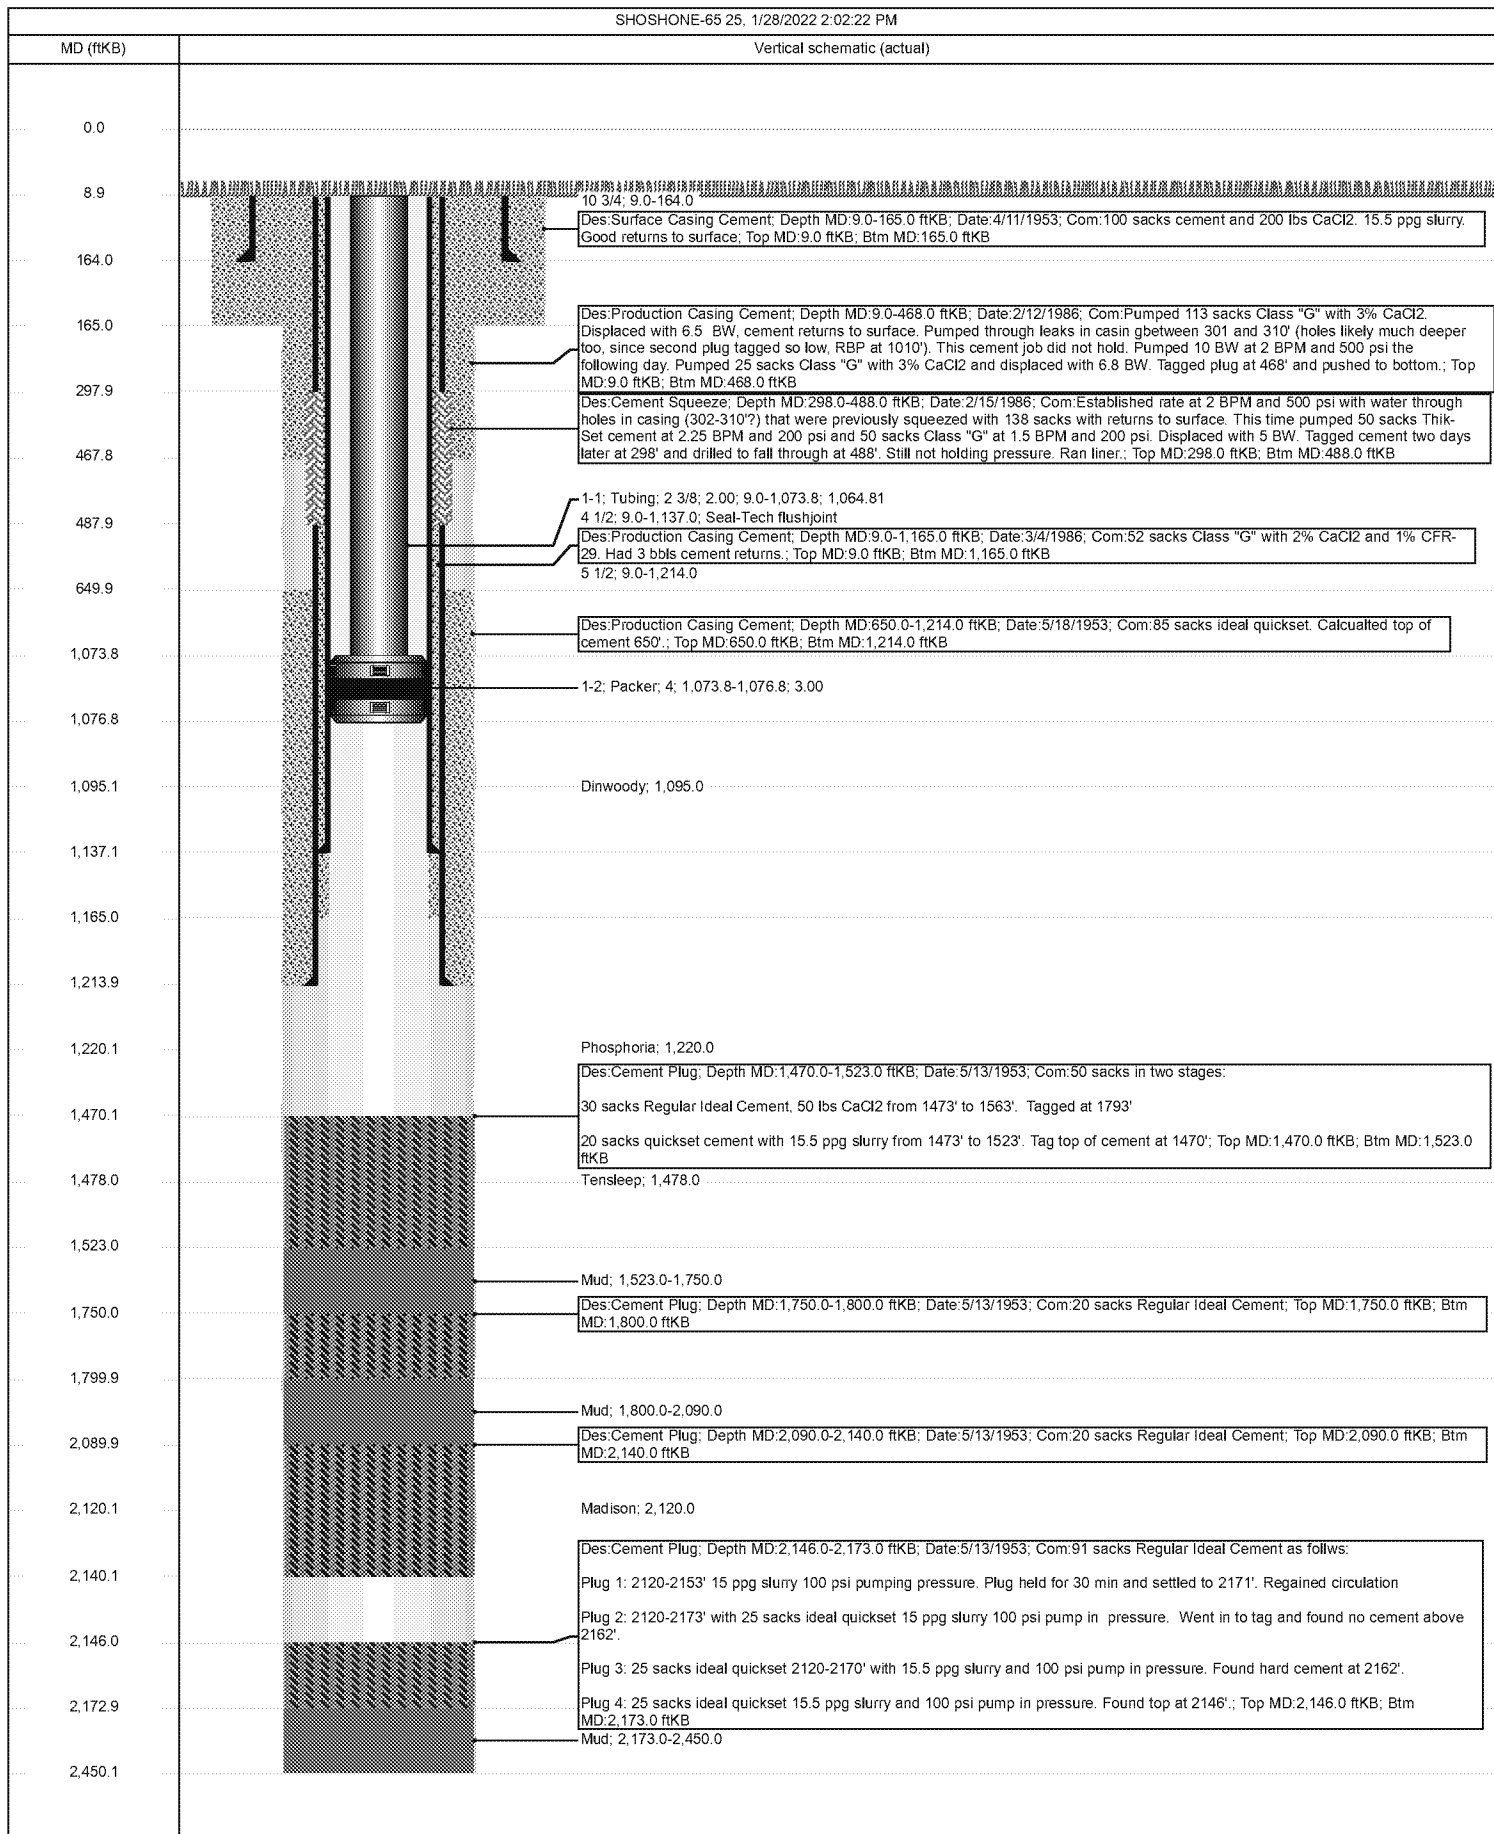 SHOSHONE-65 25, 1/28/2022 2:02:22 PM
MD (ftKB)
Vertical schematic (actual)
0.0
8.9
10 3/4; 9.0-164.0
Des:Surface Casing Cement; Depth MD:9.0-165.0 ftKB; Date:4/11/1953; Com:100 sacks cement and 200 lbs CaCl2. 15.5 ppg slurry.
Good returns to surface; Top MD:9.0 ftKB; Btm MD:165.0 ftKB
164.0
165.0
Des:Production Casing Cement; Depth MD:9.0-468.0 ftKB; Date:2/12/1986; Com:Pumped 113 sacks Class "G" with 3% CaCl2.
Displaced with 6.5 BW, cement returns to surface. Pumped through leaks in casin gbetween 301 and 310' (holes likely much deeper
too, since second plug tagged so low, RBP at 1010'). This cement job did not hold. Pumped 10 BW at 2 BPM and 500 psi the
following day. Pumped 25 sacks Class "G" with 3% CaCl2 and displaced with 6.8 BW. Tagged plug at 468' and pushed to bottom.; Top
MD:9.0 ftKB; Btm MD:468.0 ftKB
297.9
Des:Cement Squeeze; Depth MD:298.0-488.0 ftKB; Date:2/15/1986; Com:Established rate at 2 BPM and 500 psi with water through
holes in casing (302-310'?) that were previously squeezed with 138 sacks with returns to surface. This time pumped 50 sacks Thik-
Set cement at 2.25 BPM and 200 psi and 50 sacks Class "G" at 1.5 BPM and 200 psi. Displaced with 5 BW. Tagged cement two days
later at 298' and drilled to fall through at 488'. Still not holding pressure. Ran liner.; Top MD:298.0 ftKB; Btm MD:488.0 ftKB
467.8
1-1; Tubing; 2 3/8; 2.00; 9.0-1,073.8; 1,064.81
4 1/2; 9.0-1,137.0; Seal-Tech flushjoint
487.9
Des:Production Casing Cement; Depth MD:9.0-1,165.0 ftKB; Date:3/4/1986; Com:52 sacks Class "G" with 2% CaCl2 and 1% CFR-
29. Had 3 bbls cement returns.; Top MD:9.0 ftKB; Btm MD:1,165.0 ftKB
5 1/2; 9.0-1,214.0
649.9
Des:Production Casing Cement; Depth MD:650.0-1,214.0 ftKB; Date:5/18/1953; Com:85 sacks ideal quickset. Calcualted top of
cement 650'.; Top MD:650.0 ftKB; Btm MD:1,214.0 ftKB
1,073.8
1-2; Packer; 4; 1,073.8-1,076.8; 3.00
1,076.8
1,095.1
Dinwoody; 1,095.0
1,137.1
1,165.0
1,213.9
1,220.1
Phosphoria; 1,220.0
Des:Cement Plug; Depth MD:1,470.0-1,523.0 ftKB; Date:5/13/1953; Com:50 sacks in two stages:
30 sacks Regular Ideal Cement, 50 lbs CaCl2 from 1473' to 1563'. Tagged at 1793'
1,470.1
20 sacks quickset cement with 15.5 ppg slurry from 1473' to 1523'. Tag top of cement at 1470'; Top MD:1,470.0 ftKB; Btm MD:1,523.0
ftKB
1,478.0
Tensleep; 1,478.0
1,523.0
Mud; 1,523.0-1,750.0
1,750.0
Des:Cement Plug; Depth MD:1,750.0-1,800.0 ftKB; Date:5/13/1953; Com:20 sacks Regular Ideal Cement; Top MD:1,750.0 ftKB; Btm
MD:1,800.0 ftKB
1,799.9
Mud; 1,800.0-2,090.0
2,089.9
Des:Cement Plug; Depth MD:2,090.0-2,140.0 ftKB; Date:5/13/1953; Com:20 sacks Regular Ideal Cement; Top MD:2,090.0 ftKB; Btm
MD:2,140.0 ftKB
2,120.1
Madison; 2,120.0
Des:Cement Plug; Depth MD:2,146.0-2,173.0 ftKB; Date:5/13/1953; Com:91 sacks Regular Ideal Cement as follws:
2,140.1
Plug 1: 2120-2153' 15 ppg slurry 100 psi pumping pressure. Plug held for 30 min and settled to 2171'. Regained circulation
Plug 2: 2120-2173' with 25 sacks ideal quickset 15 ppg slurry 100 psi pump in pressure. Went in to tag and found no cement above
2162'.
2,146.0
Plug 3: 25 sacks ideal quickset 2120-2170' with 15.5 ppg slurry and 100 psi pump in pressure. Found hard cement at 2162'.
2,172.9
Plug 4: 25 sacks ideal quickset 15.5 ppg slurry and 100 psi pump in pressure. Found top at 2146'.; Top MD:2,146.0 ftKB; Btm
MD:2,173.0 ftKB
Mud; 2,173.0-2,450.0
2,450.1